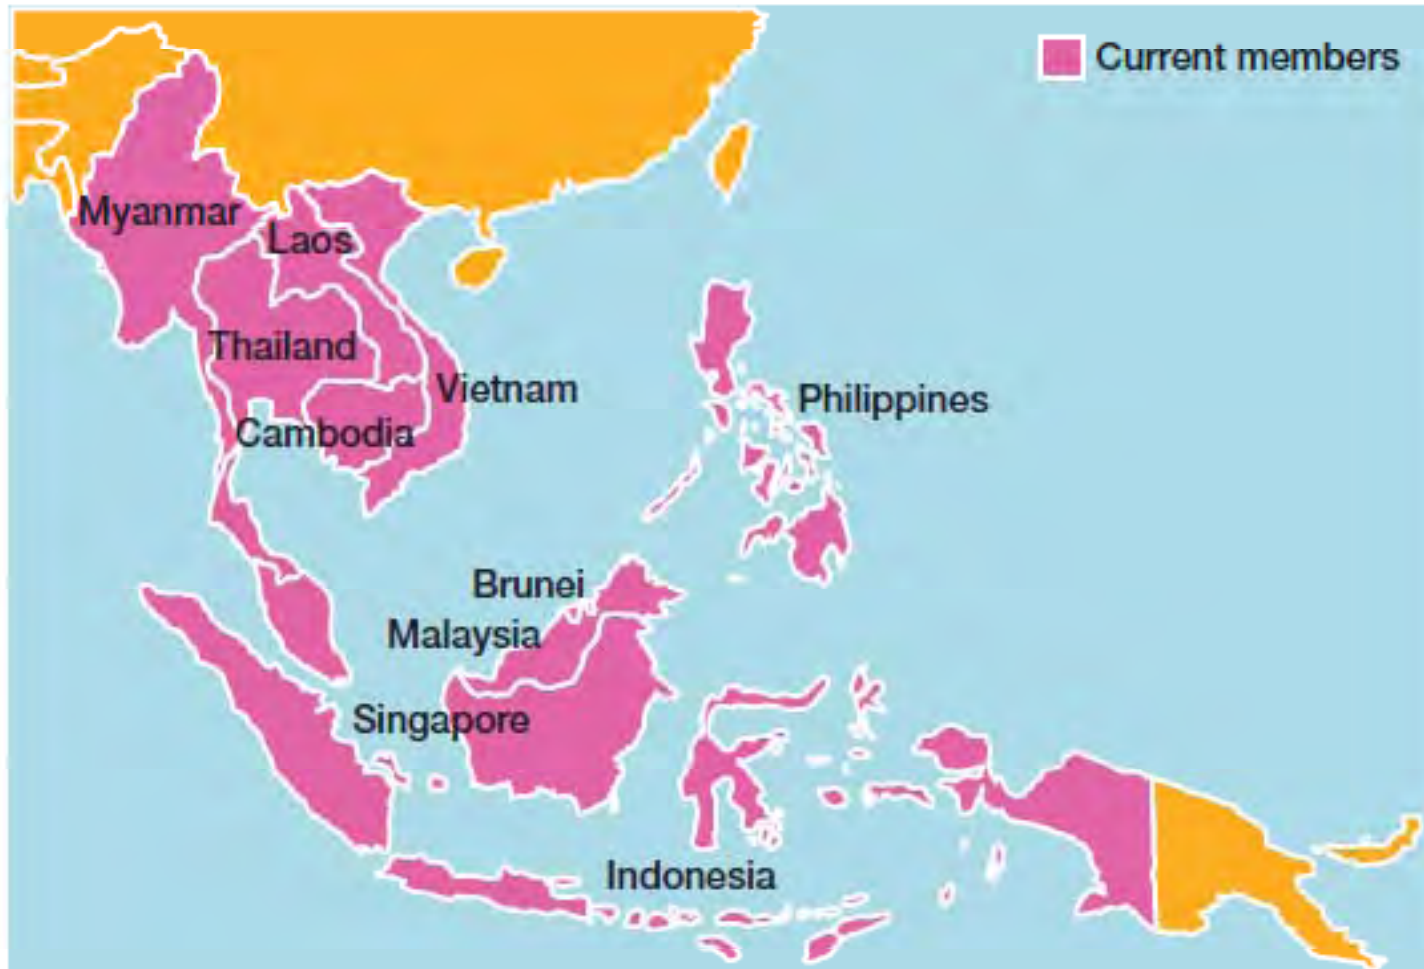 Current members
Myanmar
Laos
Thailand
Vietnam
Philippines
Cambodia
Brunei
Malaysia
Singapore
Indonesia